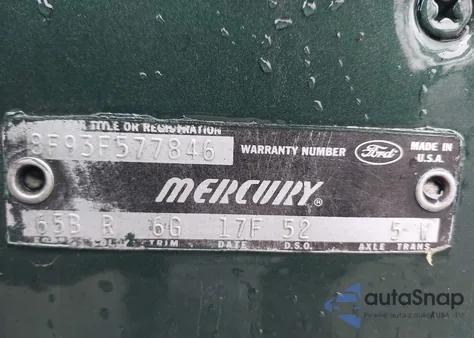 TITLE OR REGISTRATION
8F93F577846 WARRANTY NUMBER Ford MADE IN U.S.A.
MERCURY®
65B R 6G 17F 52 5
TRIM DATE D.S.O. AXLE TRANS
autoSnap